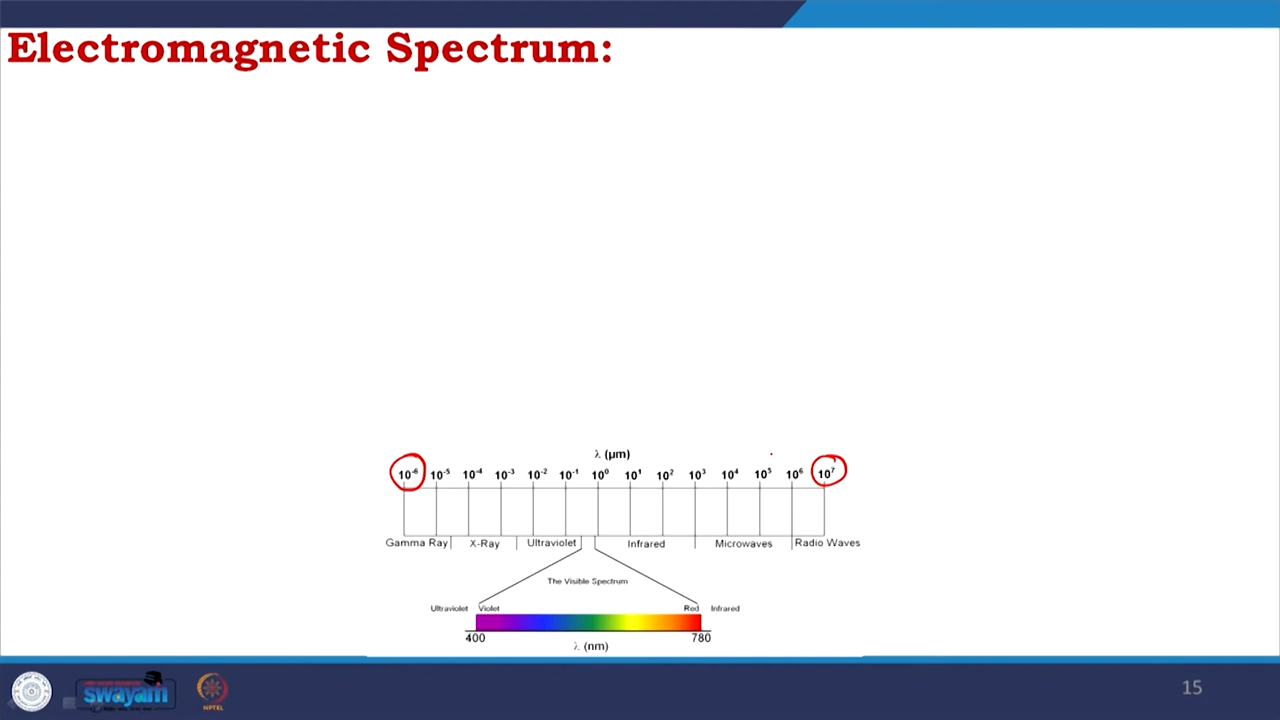 Electromagnetic Spectrum:
λ (μm)
10⁻⁶ 10⁻⁵ 10⁻⁴ 10⁻³ 10⁻² 10⁻¹ 10⁰ 10¹ 10² 10³ 10⁴ 10⁵ 10⁶ 10⁷
Gamma Ray X-Ray Ultraviolet Infrared Microwaves Radio Waves
The Visible Spectrum
Ultraviolet Violet Red Infrared
400 780
λ (nm)
swayam NPTEL 15